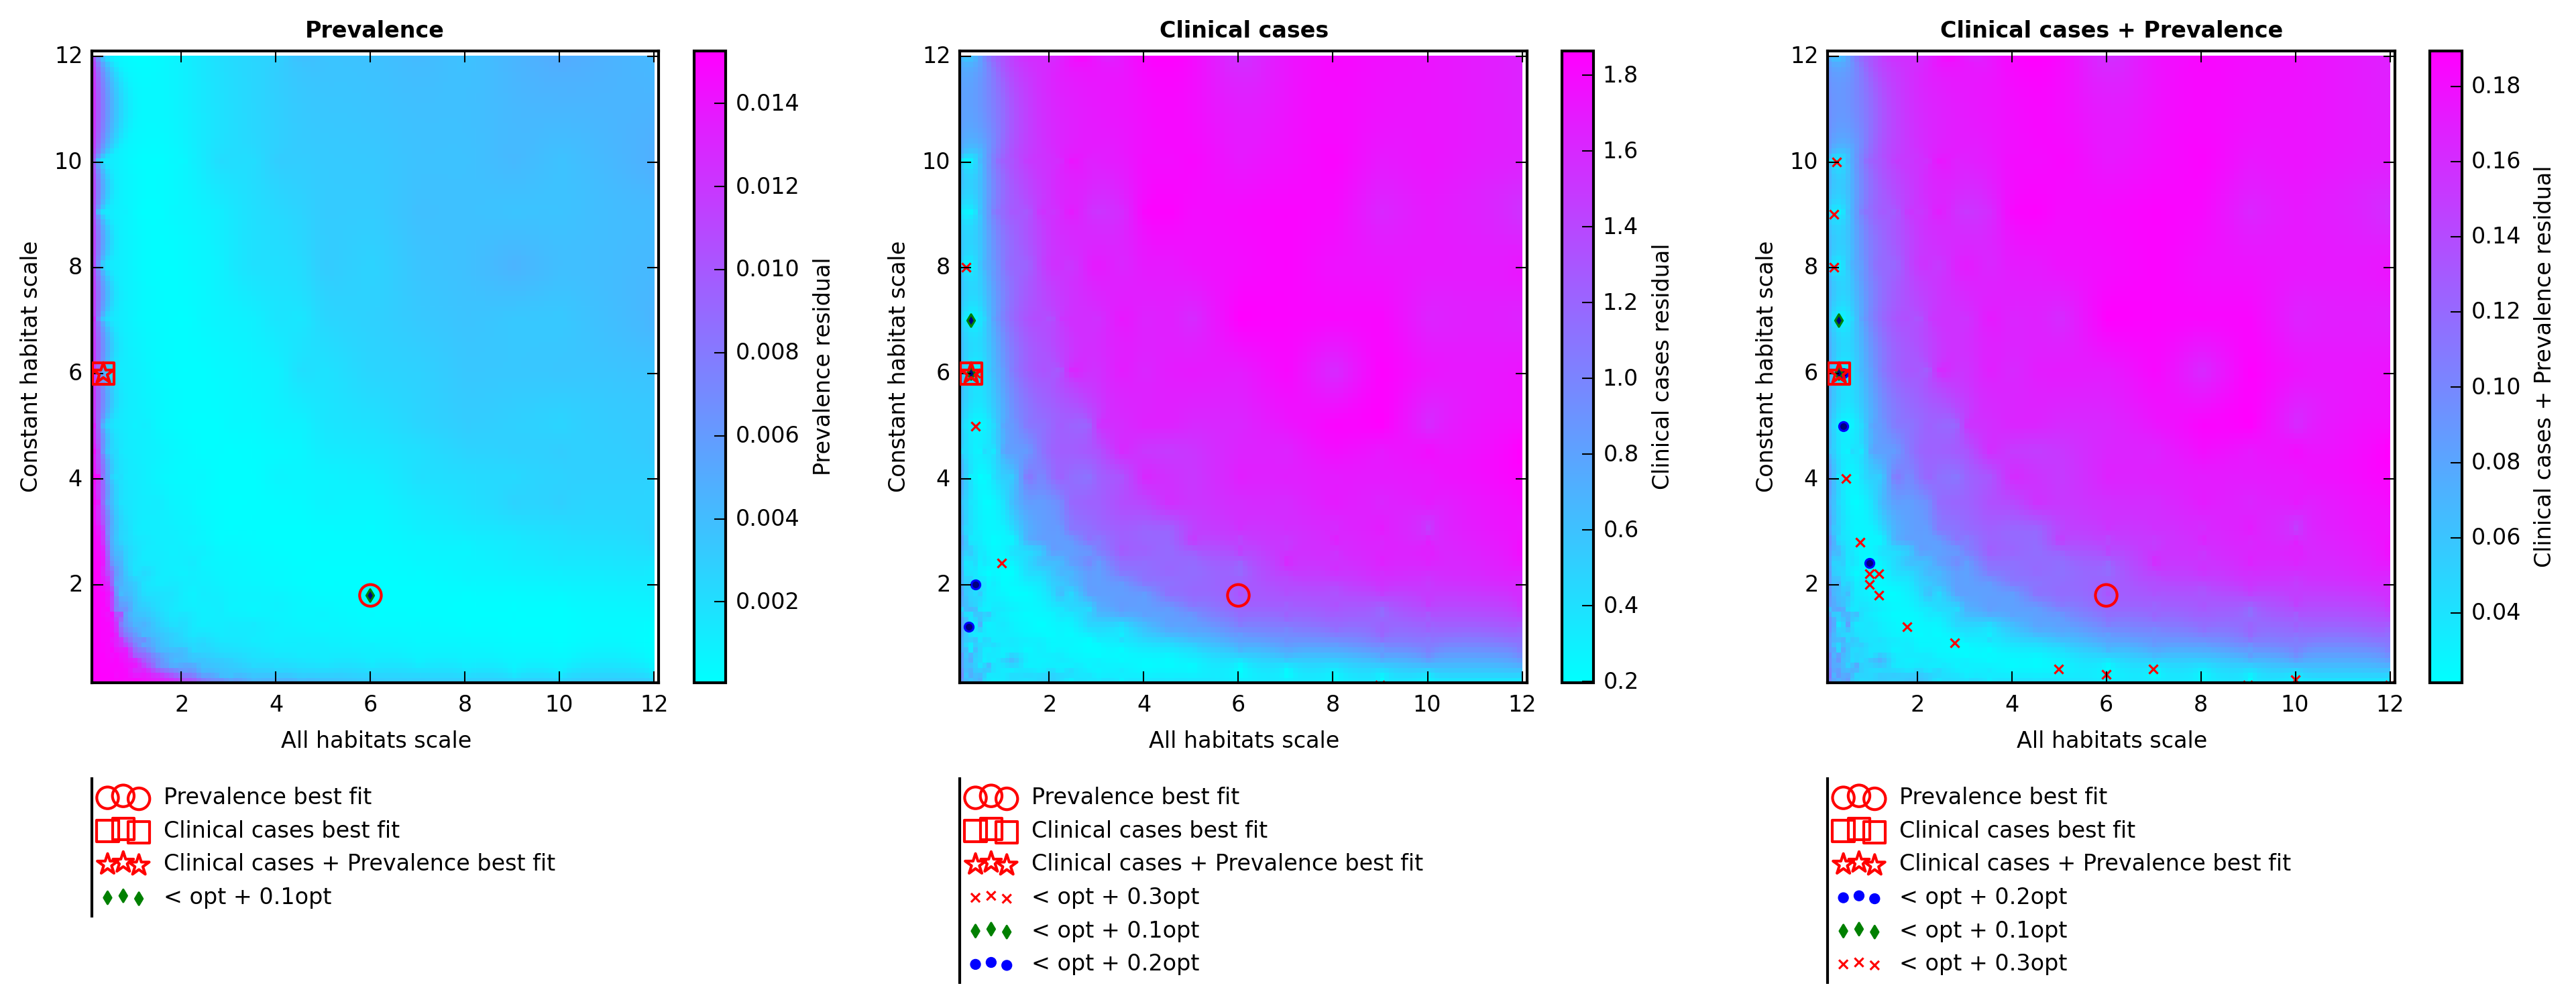 Prevalence
Clinical cases
Clinical cases + Prevalence
12
10
8
6
4
2
2
4
6
8
10
12
Constant habitat scale
All habitats scale
0.014
0.012
0.010
0.008
0.006
0.004
0.002
Prevalence residual
12
10
8
6
4
2
2
4
6
8
10
12
Constant habitat scale
All habitats scale
1.8
1.6
1.4
1.2
1.0
0.8
0.6
0.4
0.2
Clinical cases residual
12
10
8
6
4
2
2
4
6
8
10
12
Constant habitat scale
All habitats scale
0.18
0.16
0.14
0.12
0.10
0.08
0.06
0.04
Clinical cases + Prevalence residual
Prevalence best fit
Clinical cases best fit
Clinical cases + Prevalence best fit
< opt + 0.1opt
Prevalence best fit
Clinical cases best fit
Clinical cases + Prevalence best fit
< opt + 0.3opt
< opt + 0.1opt
< opt + 0.2opt
Prevalence best fit
Clinical cases best fit
Clinical cases + Prevalence best fit
< opt + 0.2opt
< opt + 0.1opt
< opt + 0.3opt